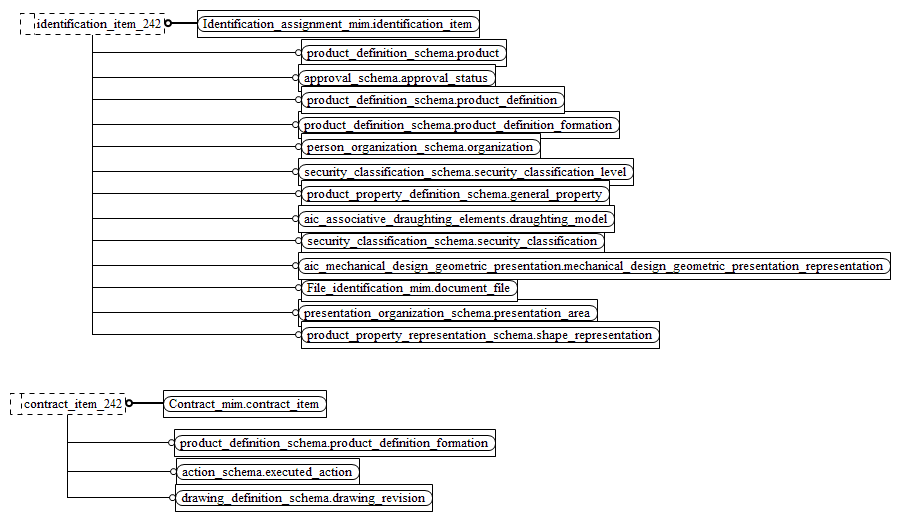 identification_item_242
Identification_assignment_mim.identification_item
product_definition_schema.product
approval_schema.approval_status
product_definition_schema.product_definition
product_definition_schema.product_definition_formation
person_organization_schema.organization
security_classification_schema.security_classification_level
product_property_definition_schema.general_property
aic_associative_draughting_elements.draughting_model
security_classification_schema.security_classification
aic_mechanical_design_geometric_presentation.mechanical_design_geometric_presentation_representation
File_identification_mim.document_file
presentation_organization_schema.presentation_area
product_property_representation_schema.shape_representation
contract_item_242
Contract_mim.contract_item
product_definition_schema.product_definition_formation
action_schema.executed_action
drawing_definition_schema.drawing_revision